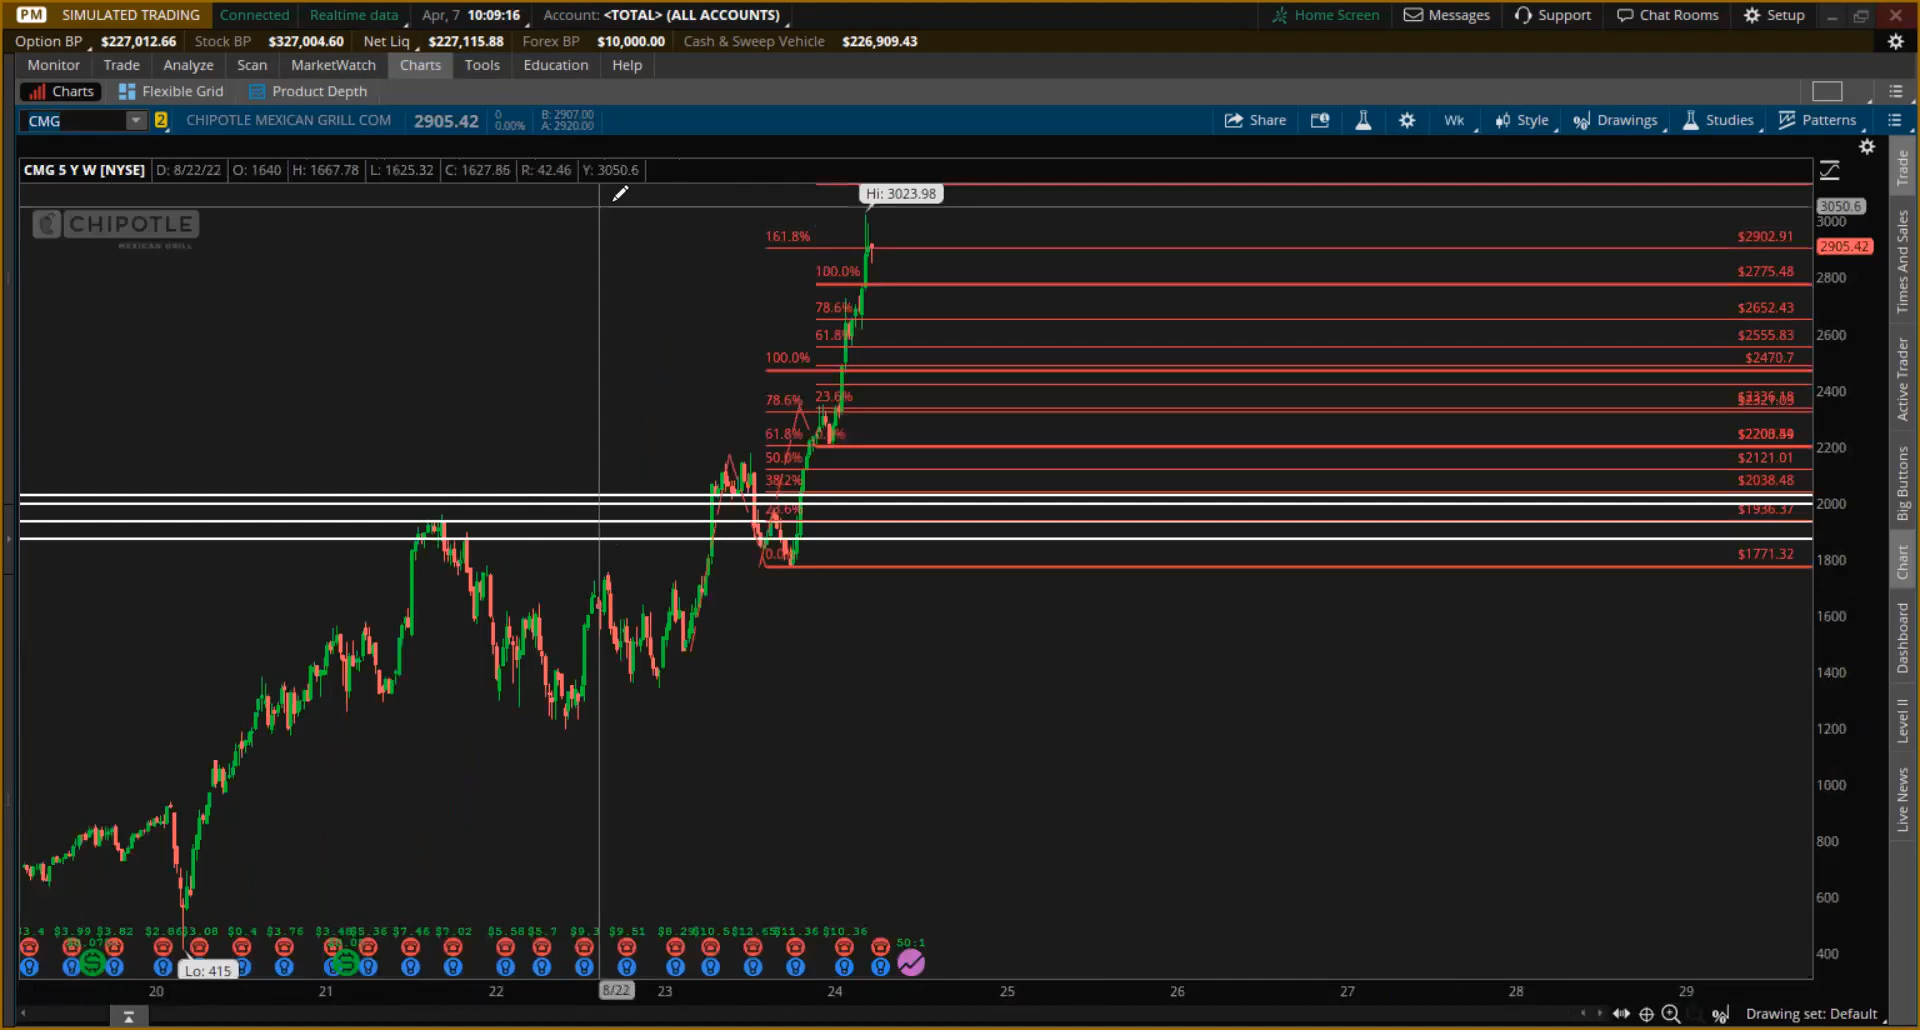 PM SIMULATED TRADING Connected Realtime data Apr, 7 10:09:16 Account: <TOTAL> (ALL ACCOUNTS) Home Screen Messages Support Chat Rooms Setup
Option BP $227,012.66 Stock BP $327,004.60 Net Liq $227,115.88 Forex BP $10,000.00 Cash & Sweep Vehicle $226,909.43
Monitor Trade Analyze Scan MarketWatch Charts Tools Education Help
Charts Flexible Grid Product Depth
CMG 2 CHIPOTLE MEXICAN GRILL COM 2905.42 0 0.00% B: 2907.00 A: 2920.00 Share Wk Style Drawings Studies Patterns
CMG 5 Y W [NYSE] D: 8/22/22 O: 1640 H: 1667.78 L: 1625.32 C: 1627.86 R: 42.46 Y: 3050.6
Hi: 3023.98
3050.6
CHIPOTLE
MEXICAN GRILL
3000
161.8% $2902.91
2905.42
100.0% $2775.48
2800
78.6% $2652.43
61.8% $2555.83
2600
100.0% $2470.7
23.6% $2336.18
78.6%
2400
61.8%
2200
50.0% $2121.01
38.2% $2038.48
2000
23.6% $1936.37
0.0% $1771.32
1800
1600
1400
1200
1000
800
600
400
$3.99 $3.82 $3.08 $0.4 $3.76 $5.36 $7.46 $7.02 $5.58 $5.7 $9.3 $9.51 $10.5 $11.36 $10.36
50:1
Lo: 415
20 21 22 8/22 23 24 25 26 27 28 29
Drawing set: Default
Trade
Times And Sales
Active Trader
Big Buttons
Chart
Dashboard
Level II
Live News